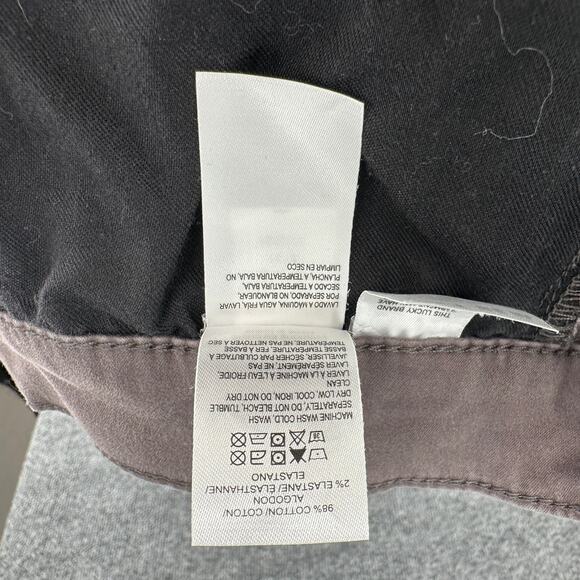 98% COTTON/ COTON/
ALGODON
2% ELASTANE/ ÉLASTHANNE/
ELASTANO
MACHINE WASH COLD, WASH
SEPARATELY, NOT BLEACH, TUMBLE
DRY LOW, COOL IRON, DO NOT DRY
CLEAN
LAVER À LA MACHINE À L'EAU FROIDE.
LAVER SÉPARÉMENT, NE PAS
JAVELLISER, SÉCHER PAR CULBUTAGE À
BASSE TEMPÉRATURE, FER À BASSE
TEMPÉRATURE, NE PAS NETTOYER À SEC
LAVADO A MAQUINA AGUA FRÍA, LAVAR
POR SEPARADO, NO BLANQUEAR,
SECADO A TEMPERATURA BAJA,
PLANCHA, A TEMPERATURA BAJA, NO
LIMPIAR EN SECO
THIS LUCKY BRAND